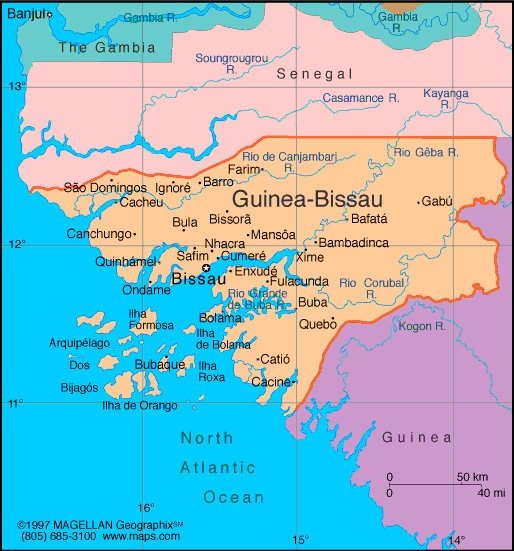 Banjul
Gambia R.
Gambia
R.
The Gambia
Soungrougrou
R.
Senegal
13°
Casamance R.
Kayanga
R.
Rio de Canjambari
R.
Rio Gêba R.
Farim
São Domingos
Ignoré
Barro
Cacheu
Guinea-Bissau
Gabú
Bissorã
Bafatá
Bula
Canchungo
Mansôa
12°
Nhacra
Bambadinca
Safim
Cumeré
Xime
Quinhámel
Enxudé
Bissau
Fulacunda
Ondame
Rio Corubal
R.
Rio Grande
de Buba R.
Buba
Ilha
Formosa
Bolama
Quebo
Kogon R.
Ilha
de Bolama
Arquipélago
Dos
Bijagós
Bubaque
Ilha
Roxa
Catió
Cacine
Ilha de Orango
11°
North
Atlantic
Ocean
Guinea
0 50 km
0 40 mi
16°
15°
14°
©1997 MAGELLAN Geographix℠
(805) 685-3100 www.maps.com